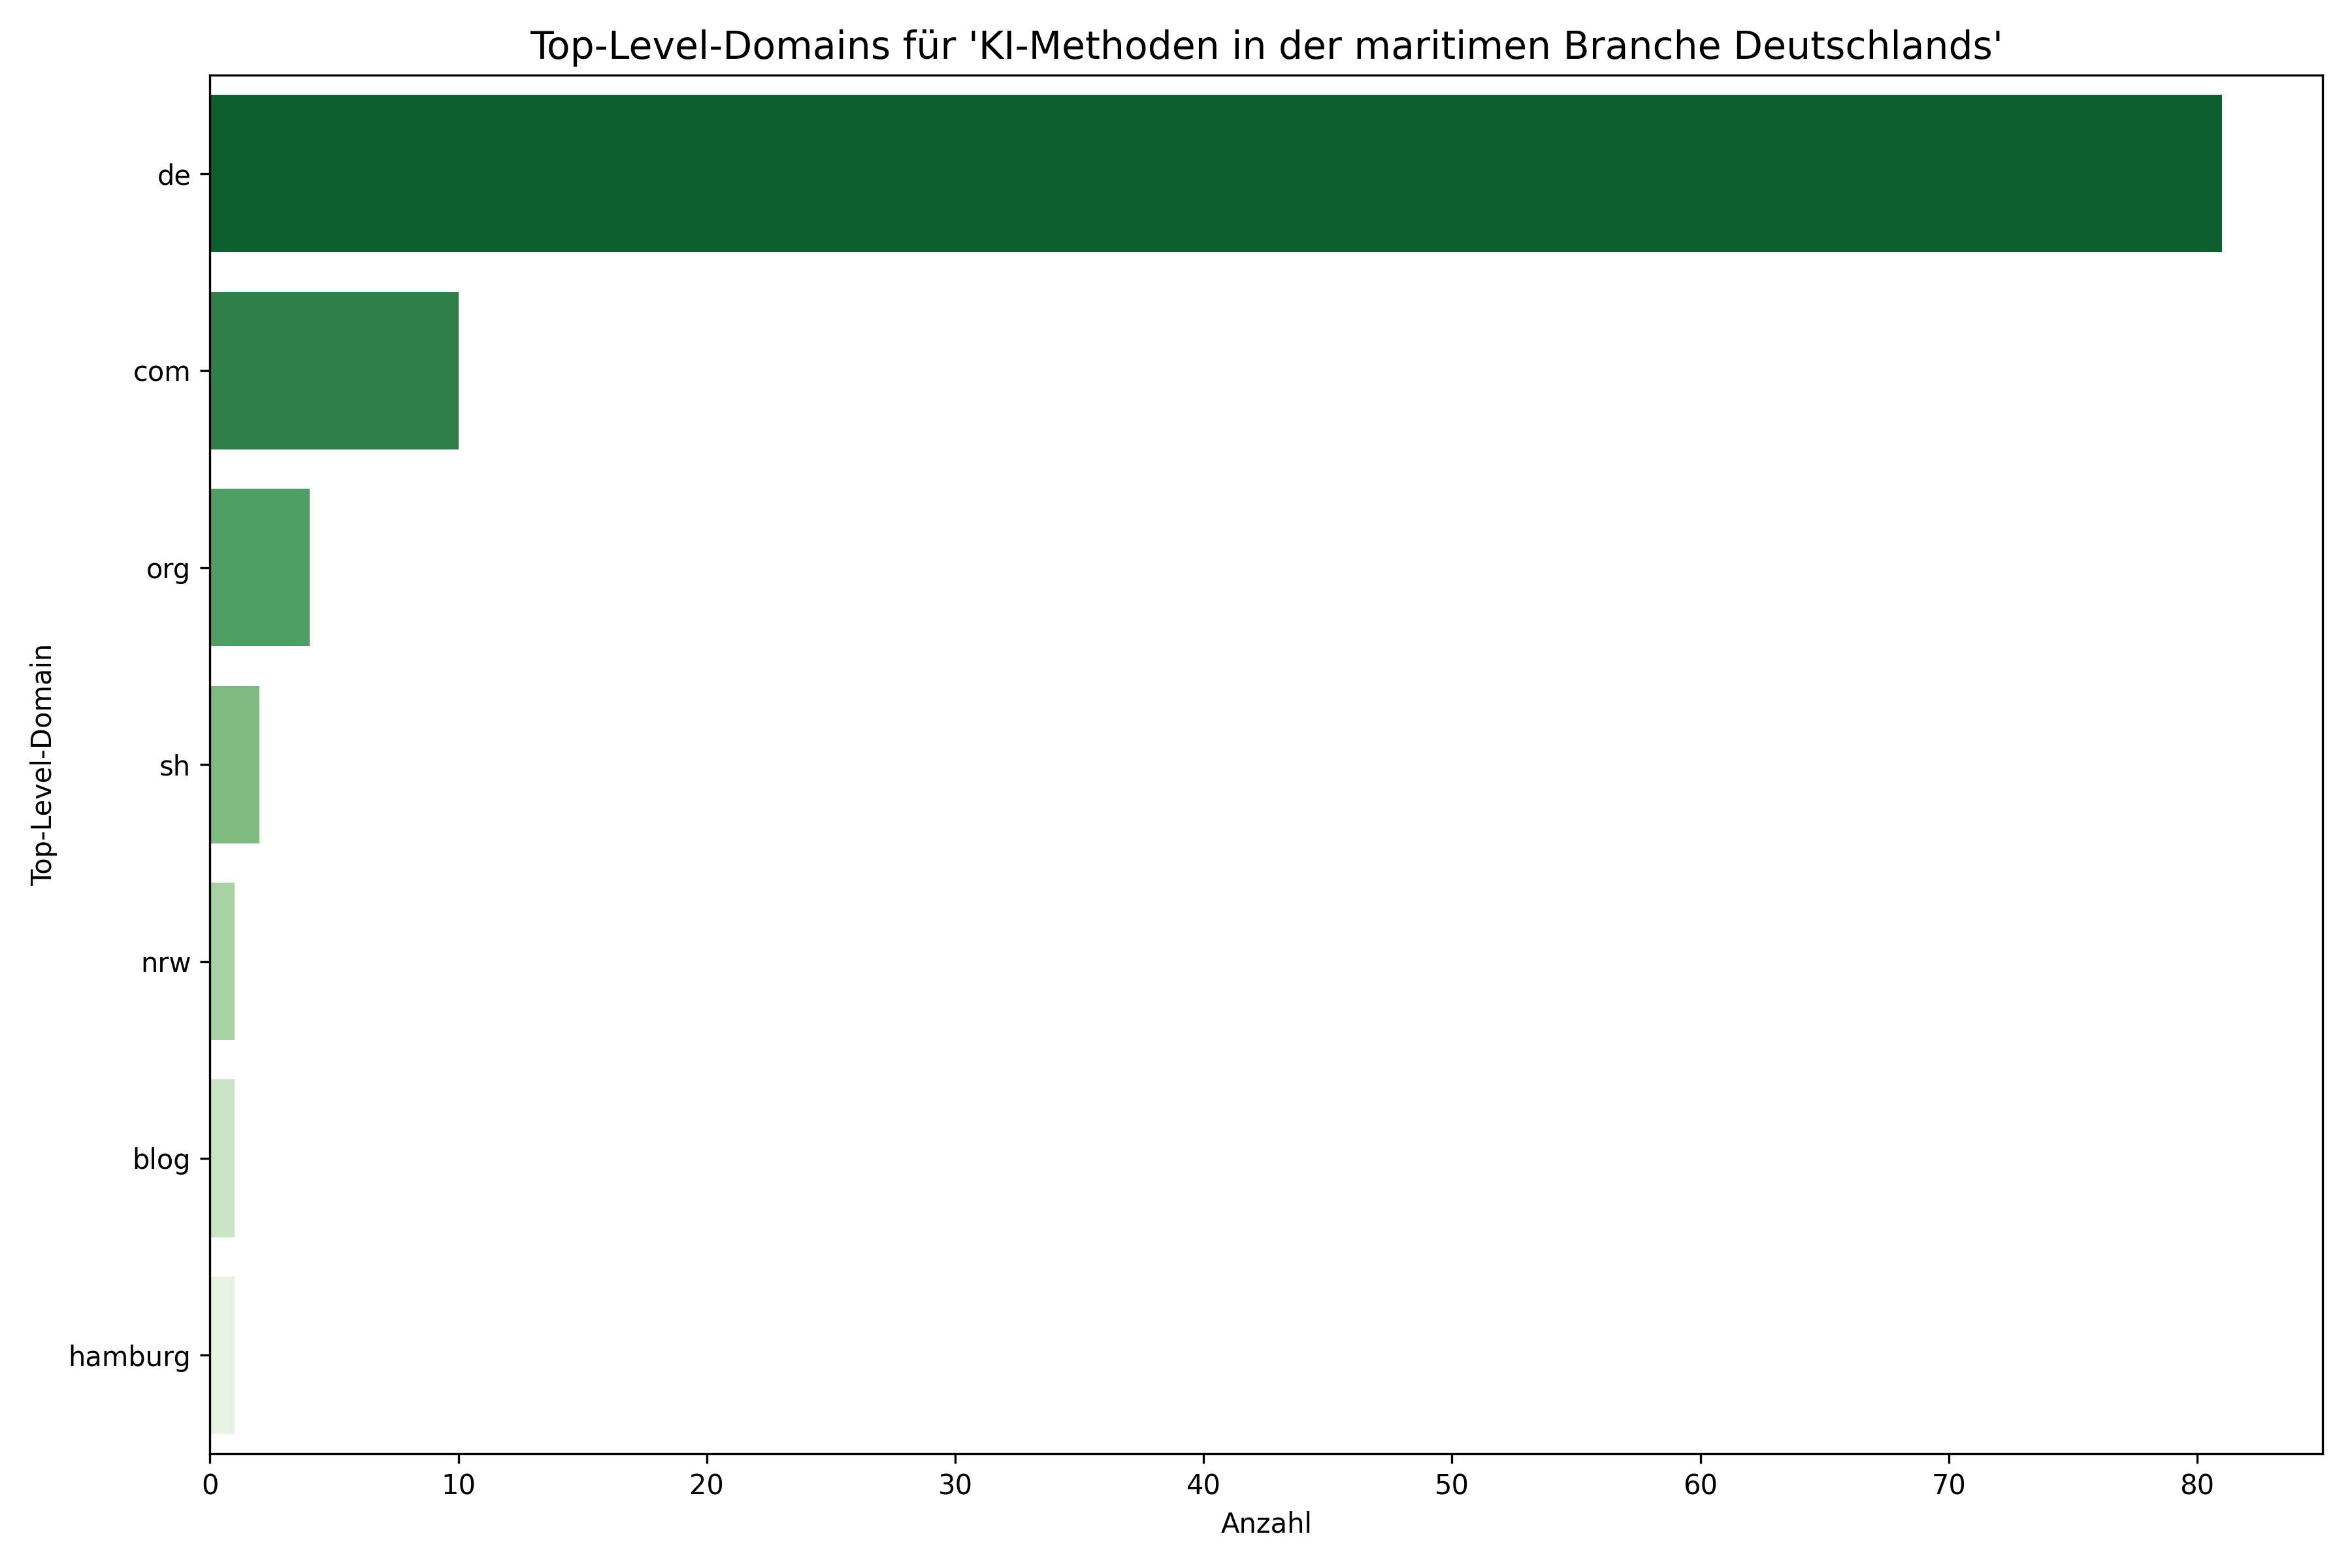 Top-Level-Domains für 'KI-Methoden in der maritimen Branche Deutschlands'
Top-Level-Domain
de
com
org
sh
nrw
blog
hamburg
0 10 20 30 40 50 60 70 80
Anzahl